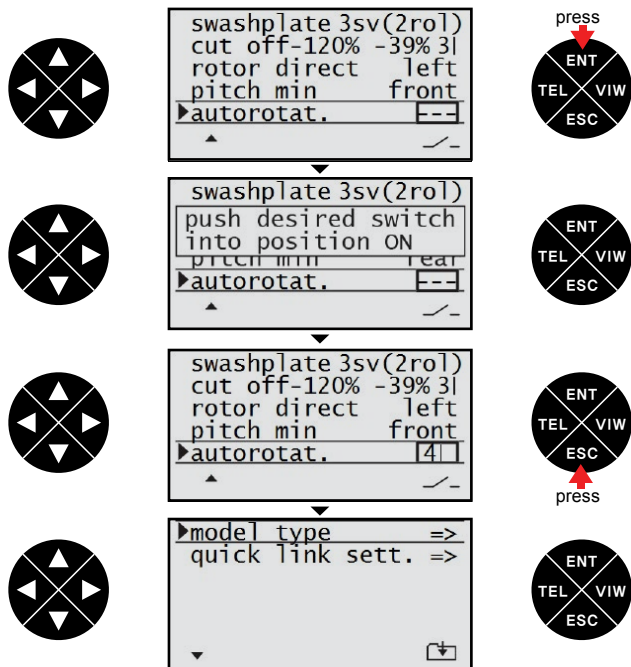 press
swashplate 3sv(2rol)
cut off-120% -39% 3|
rotor direct left
pitch min front
autorotat. ---
ENT
TEL VIW
ESC
swashplate 3sv(2rol)
push desired switch
into position ON
pitch min rear
autorotat. ---
ENT
TEL VIW
ESC
swashplate 3sv(2rol)
cut off-120% -39% 3|
rotor direct left
pitch min front
autorotat. 4|
ENT
TEL VIW
ESC
press
model type =>
quick link sett. =>
ENT
TEL VIW
ESC